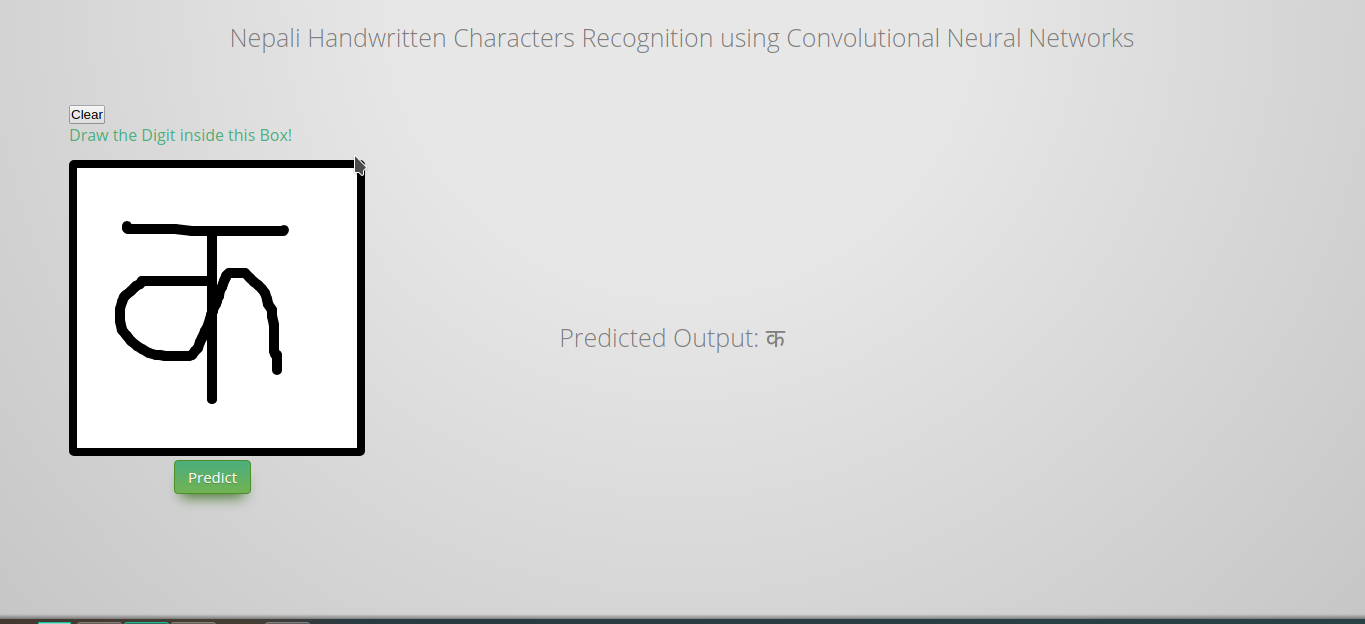 Nepali Handwritten Characters Recognition using Convolutional Neural Networks
Clear
Draw the Digit inside this Box!
क
Predicted Output: क
Predict